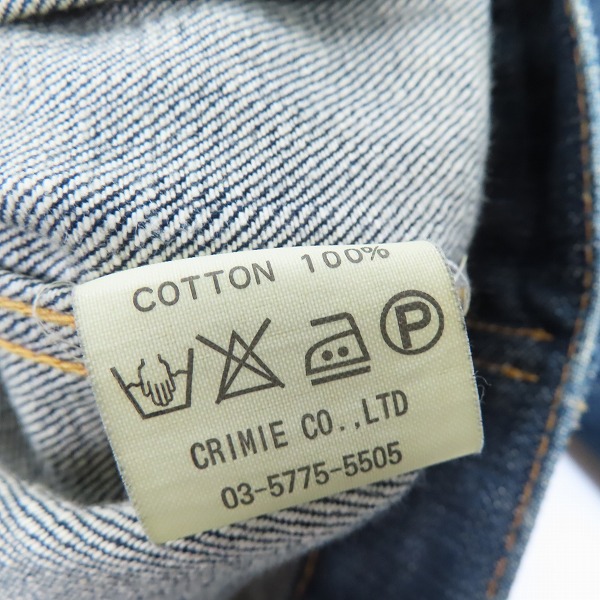 COTTON 100%
P
CRIMIE CO.,LTD
03-5775-5505